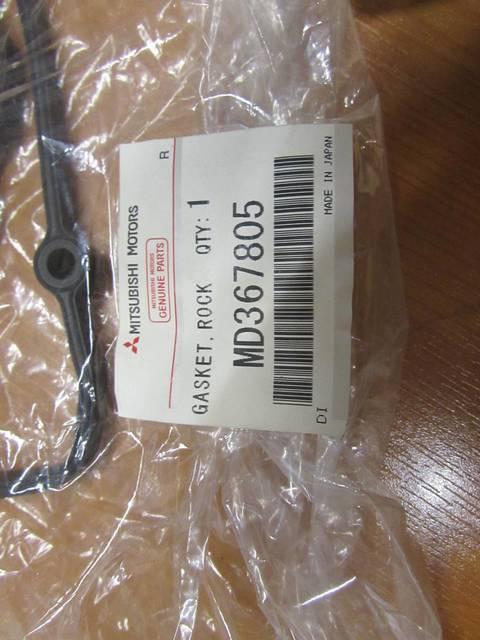 R
MITSUBISHI MOTORS
MITSUBISHI MOTORS
GENUINE PARTS
GASKET, ROCK QTY: 1
MD367805
MADE IN JAPAN
DI